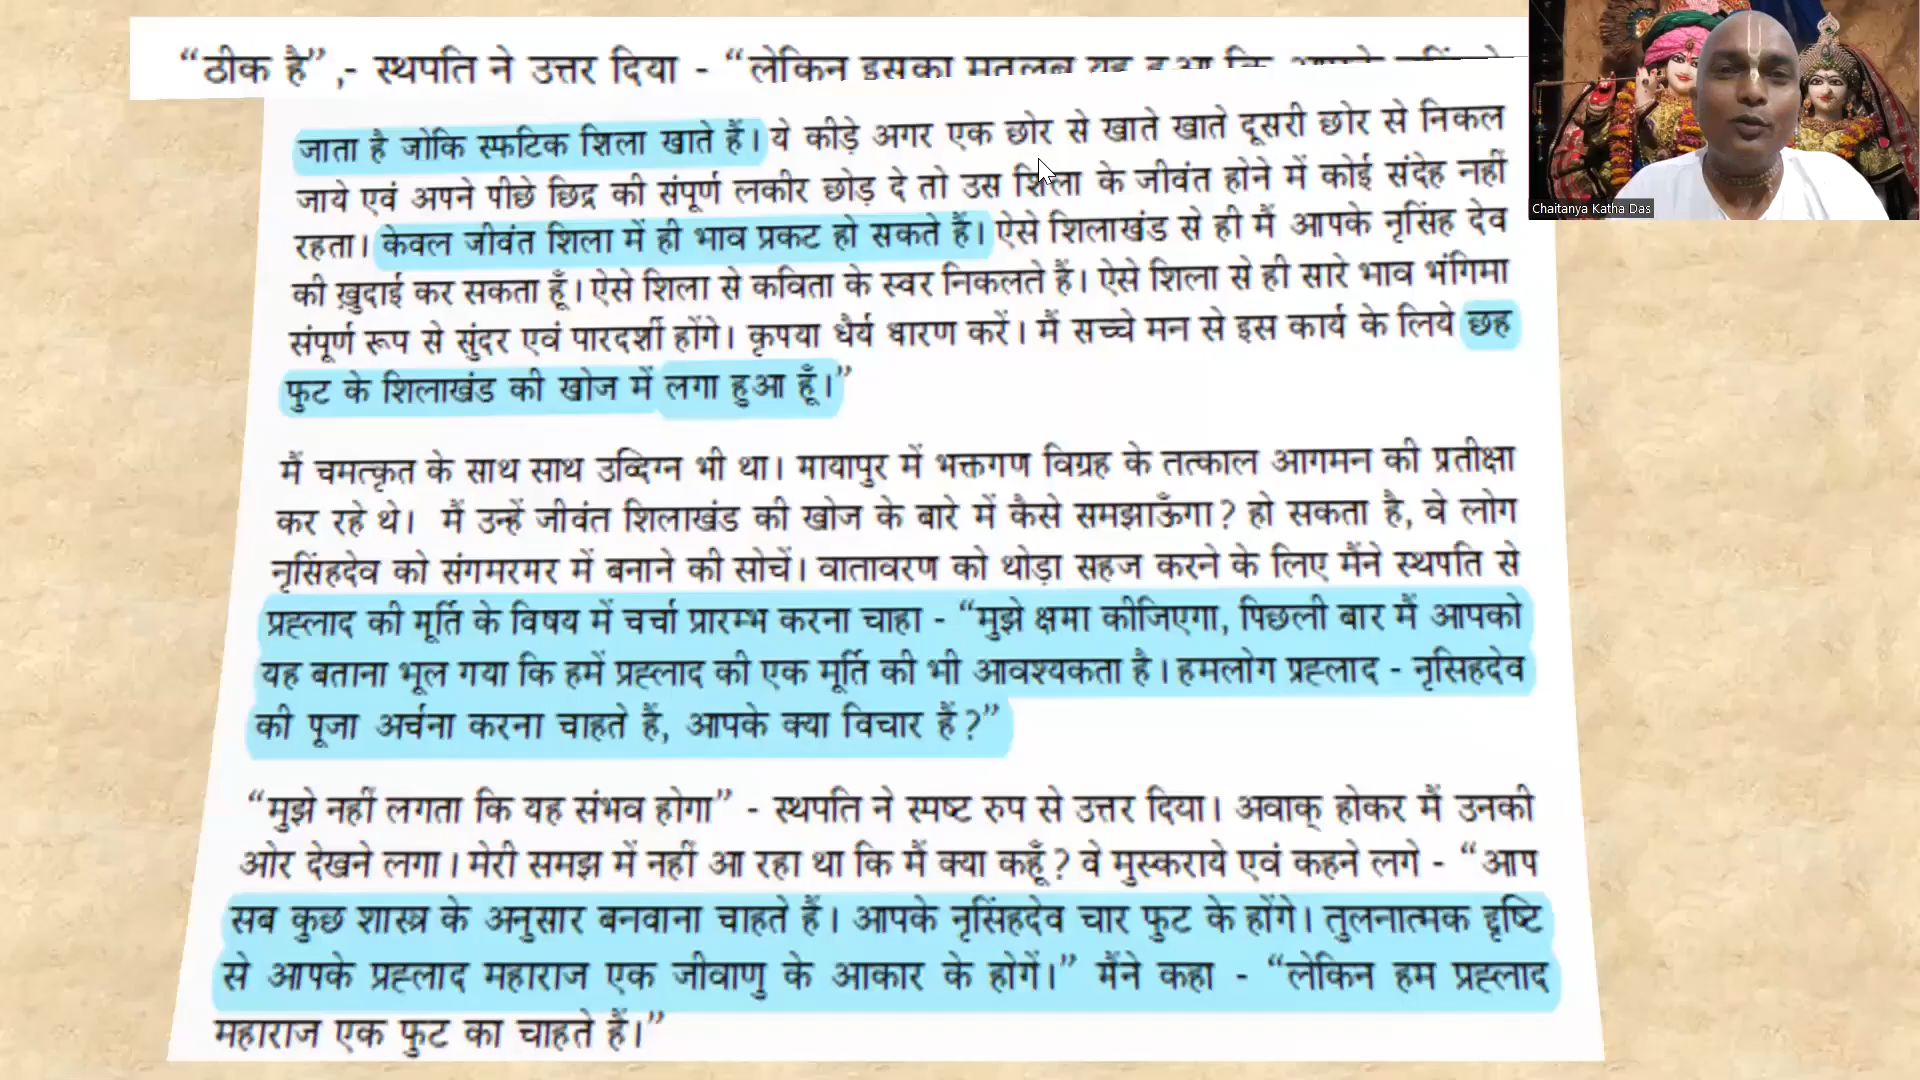 “ठीक है”,- स्थपति ने उत्तर दिया - “लेकिन इसका मतलब यह हुआ कि आपके
Chaitanya Katha Das
जाता है जोकि स्फटिक शिला खाते हैं। ये कीड़े अगर एक छोर से खाते खाते दूसरी छोर से निकल
जाये एवं अपने पीछे छिद्र की संपूर्ण लकीर छोड़ दे तो उस शिला के जीवंत होने में कोई संदेह नहीं
रहता। केवल जीवंत शिला में ही भाव प्रकट हो सकते हैं। ऐसे शिलाखंड से ही मैं आपके नृसिंह देव
की ख़ुदाई कर सकता हूँ। ऐसे शिला से कविता के स्वर निकलते हैं। ऐसे शिला से ही सारे भाव भंगिमा
संपूर्ण रूप से सुंदर एवं पारदर्शी होंगे। कृपया धैर्य धारण करें। मैं सच्चे मन से इस कार्य के लिये छह
फुट के शिलाखंड की खोज में लगा हुआ हूँ।”
मैं चमत्कृत के साथ साथ उव्दिग्न भी था। मायापुर में भक्तगण विग्रह के तत्काल आगमन की प्रतीक्षा
कर रहे थे। मैं उन्हें जीवंत शिलाखंड की खोज के बारे में कैसे समझाऊँगा? हो सकता है, वे लोग
नृसिंहदेव को संगमरमर में बनाने की सोचें। वातावरण को थोड़ा सहज करने के लिए मैंने स्थपति से
प्रह्लाद की मूर्ति के विषय में चर्चा प्रारम्भ करना चाहा - “मुझे क्षमा कीजिएगा, पिछली बार मैं आपको
यह बताना भूल गया कि हमें प्रह्लाद की एक मूर्ति की भी आवश्यकता है। हमलोग प्रह्लाद - नृसिहदेव
की पूजा अर्चना करना चाहते हैं, आपके क्या विचार हैं?”
“मुझे नहीं लगता कि यह संभव होगा” - स्थपति ने स्पष्ट रुप से उत्तर दिया। अवाक् होकर मैं उनकी
ओर देखने लगा। मेरी समझ में नहीं आ रहा था कि मैं क्या कहूँ? वे मुस्कराये एवं कहने लगे - “आप
सब कुछ शास्त्र के अनुसार बनवाना चाहते हैं। आपके नृसिंहदेव चार फुट के होंगे। तुलनात्मक दृष्टि
से आपके प्रह्लाद महाराज एक जीवाणु के आकार के होगें।” मैंने कहा - “लेकिन हम प्रह्लाद
महाराज एक फुट का चाहते हैं।”